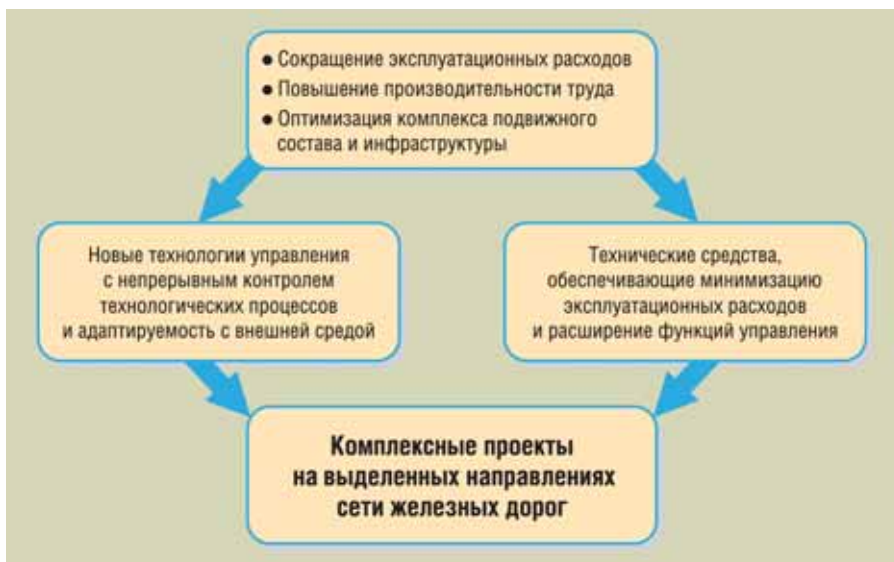 ● Сокращение эксплуатационных расходов
● Повышение производительности труда
● Оптимизация комплекса подвижного
состава и инфраструктуры
Новые технологии управления
с непрерывным контролем
технологических процессов
и адаптируемость с внешней средой
Технические средства,
обеспечивающие минимизацию
эксплуатационных расходов
и расширение функций управления
Комплексные проекты
на выделенных направлениях
сети железных дорог